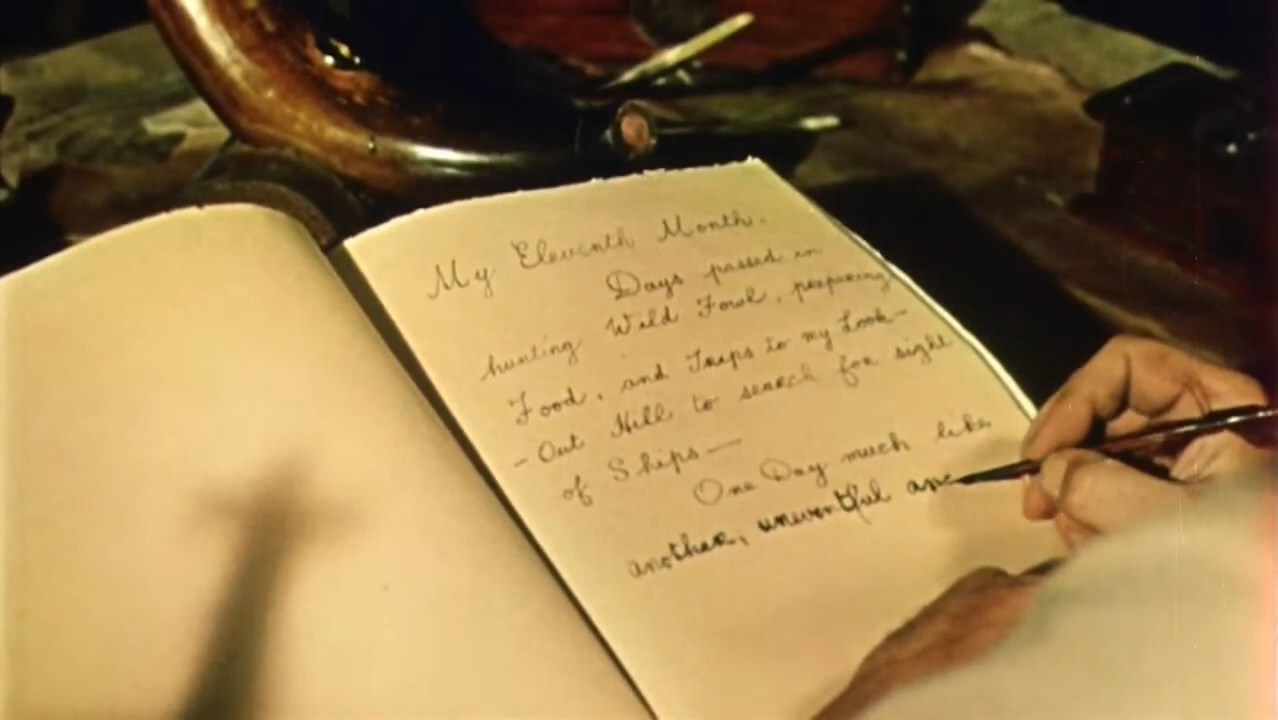 My Eleventh Month.
Days passed in
hunting Wild Fowl, preparing
Food, and Traps to my Look-
-Out Hill to search for sight
of Ships—
One Day much like
another, uneventful and